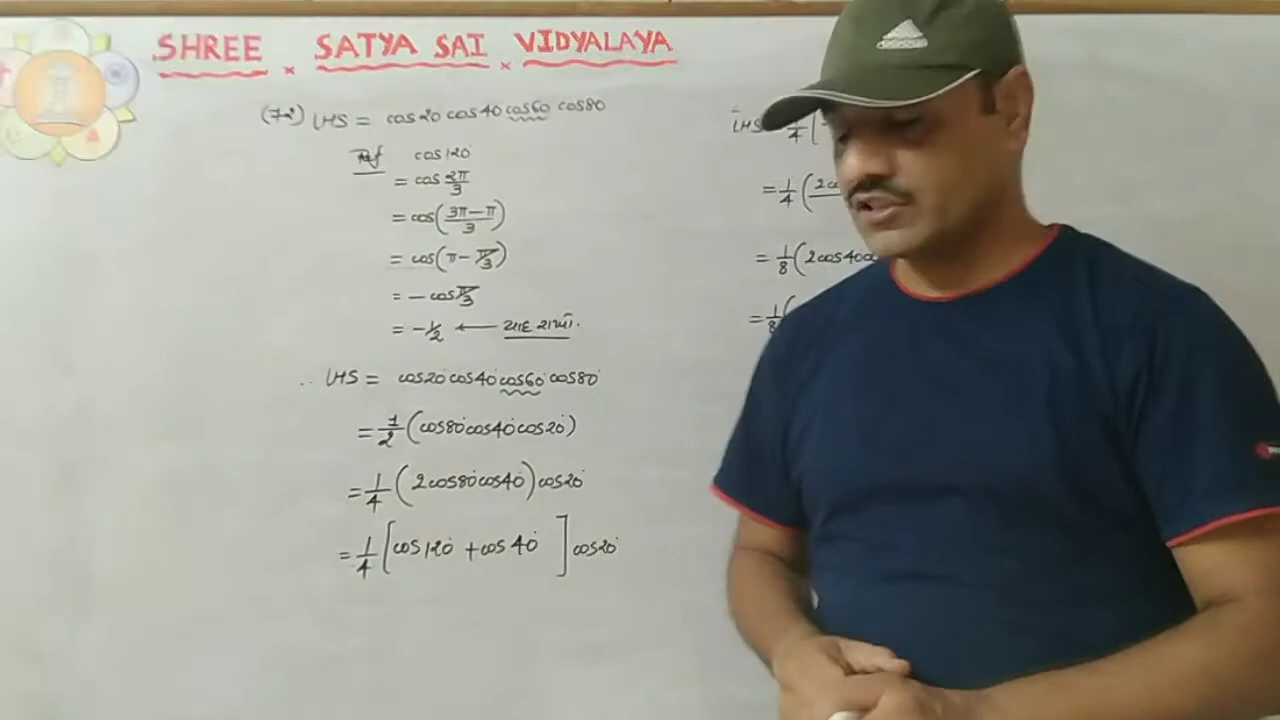 SHREE × SATYA SAI × VIDYALAYA
(72) LHS = cos20 cos40 cos60 cos80
Ref cos120°
= cos 2π/3
= cos(3π-π/3)
= cos(π-π/3)
= -cos π/3
= -1/2 ← યાદ રાખો.
∴ LHS = cos20° cos40° cos60° cos80°
= 1/2 (cos80° cos40° cos20°)
= 1/4 (2cos80° cos40°) cos20°
= 1/4 [cos120° + cos40°] cos20°
LHS
= 1/4 (
= 1/8 (2cos40°
= 1/8 (